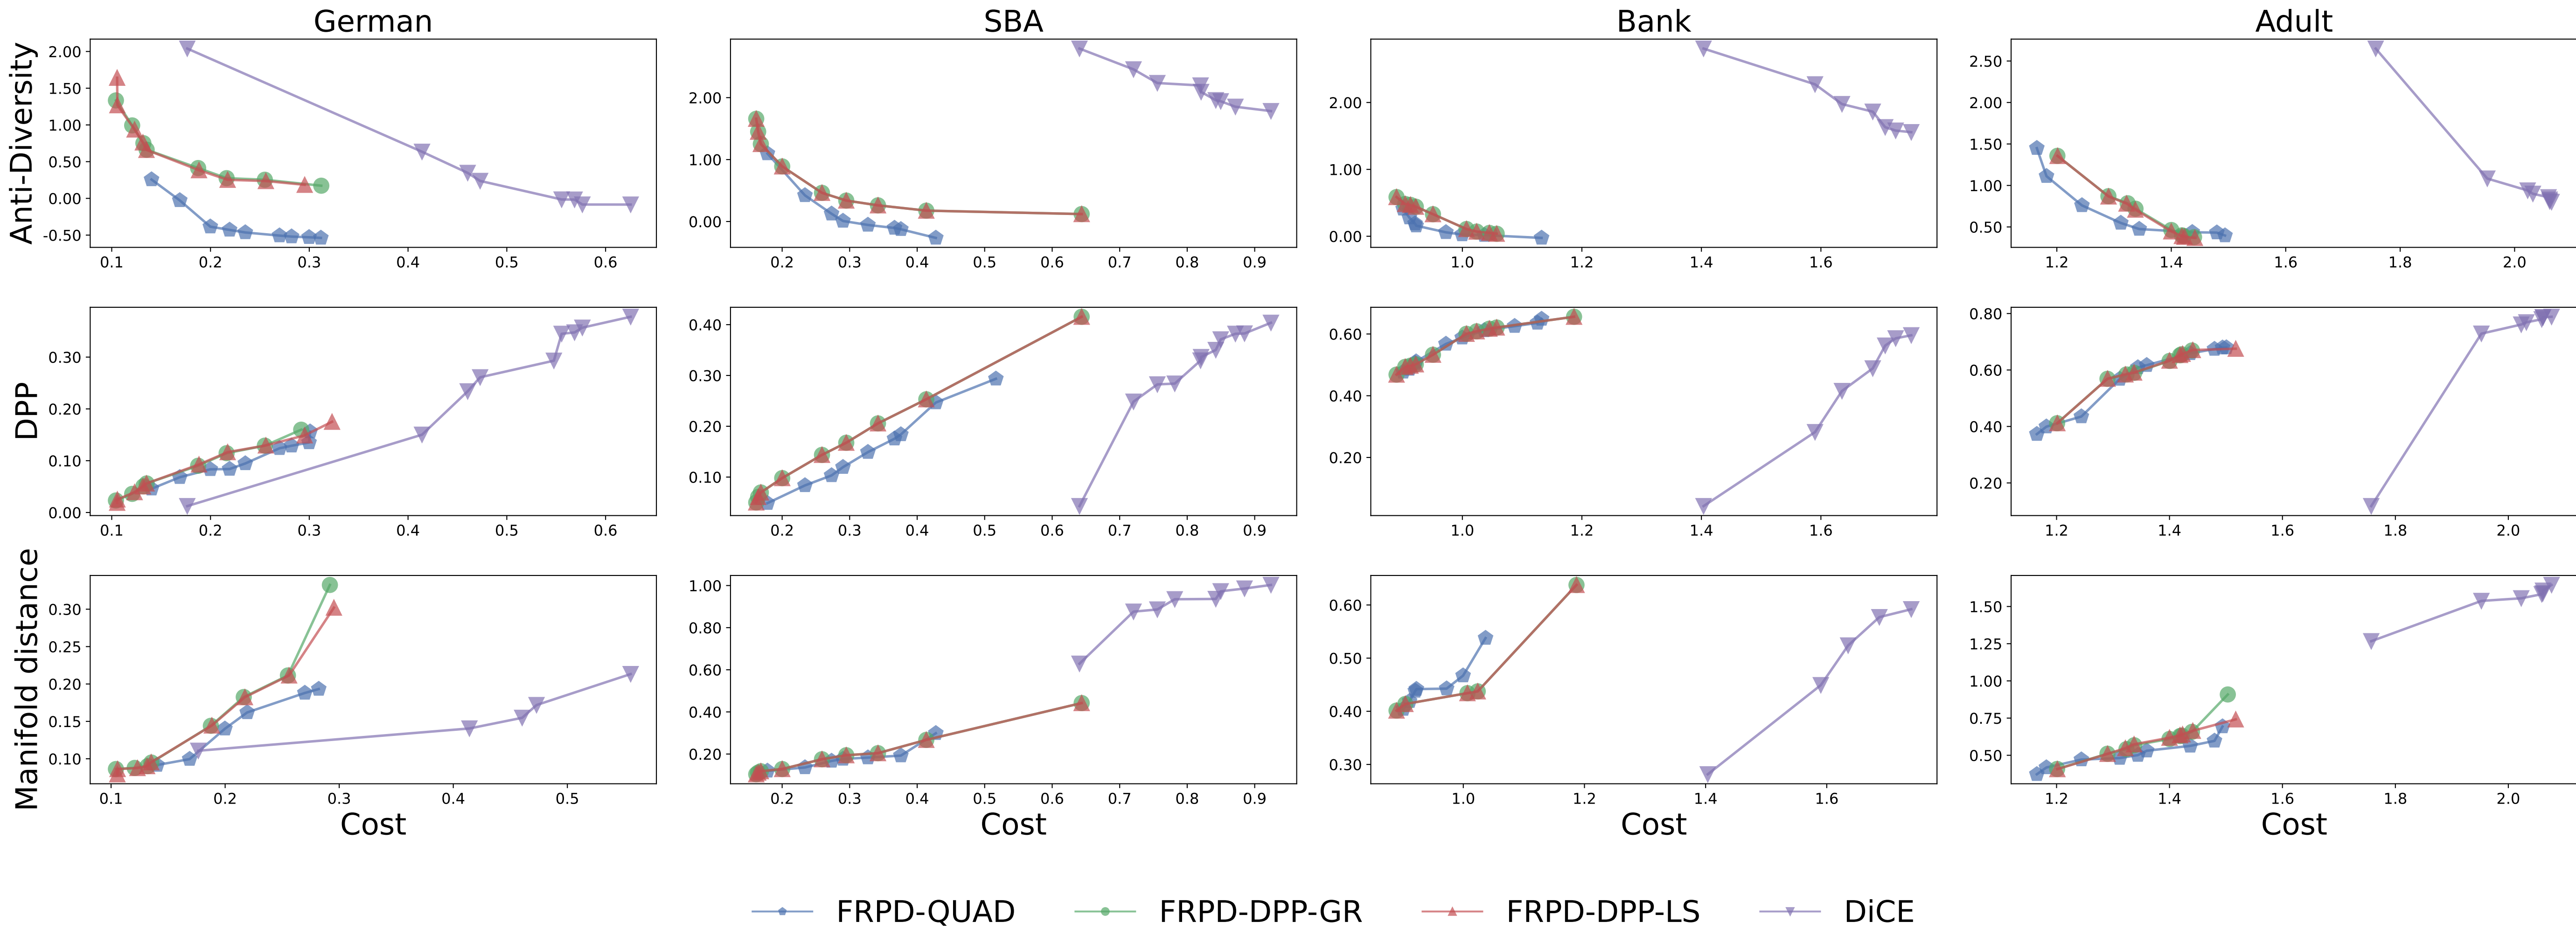 German SBA Bank Adult
Anti-Diversity
2.00 1.50 1.00 0.50 0.00 -0.50
0.1 0.2 0.3 0.4 0.5 0.6
2.00 1.00 0.00
0.2 0.3 0.4 0.5 0.6 0.7 0.8 0.9
2.00 1.00 0.00
1.0 1.2 1.4 1.6
2.50 2.00 1.50 1.00 0.50
1.2 1.4 1.6 1.8 2.0
DPP
0.30 0.20 0.10 0.00
0.1 0.2 0.3 0.4 0.5 0.6
0.40 0.30 0.20 0.10
0.2 0.3 0.4 0.5 0.6 0.7 0.8 0.9
0.60 0.40 0.20
1.0 1.2 1.4 1.6
0.80 0.60 0.40 0.20
1.2 1.4 1.6 1.8 2.0
Manifold distance
0.30 0.25 0.20 0.15 0.10
0.1 0.2 0.3 0.4 0.5
Cost
1.00 0.80 0.60 0.40 0.20
0.2 0.3 0.4 0.5 0.6 0.7 0.8 0.9
Cost
0.60 0.50 0.40 0.30
1.0 1.2 1.4 1.6
Cost
1.50 1.25 1.00 0.75 0.50
1.2 1.4 1.6 1.8 2.0
Cost
FRPD-QUAD FRPD-DPP-GR FRPD-DPP-LS DiCE